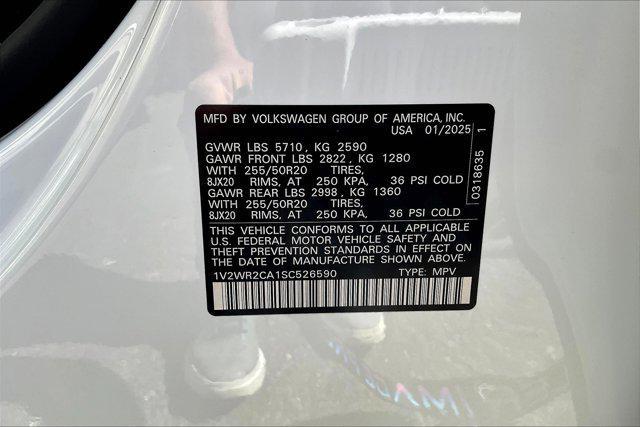 MFD BY VOLKSWAGEN GROUP OF AMERICA, INC.
USA 01/2025
GVWR LBS 5710, KG 2590
GAWR FRONT LBS 2822, KG 1280
WITH 255/50R20 TIRES,
8JX20 RIMS, AT 250 KPA, 36 PSI COLD
GAWR REAR LBS 2998, KG 1360
WITH 255/50R20 TIRES,
8JX20 RIMS, AT 250 KPA, 36 PSI COLD
THIS VEHICLE CONFORMS TO ALL APPLICABLE
U.S. FEDERAL MOTOR VEHICLE SAFETY AND
THEFT PREVENTION STANDARDS IN EFFECT ON
THE DATE OF MANUFACTURE SHOWN ABOVE.
1V2WR2CA1SC526590 TYPE: MPV
0318635 1